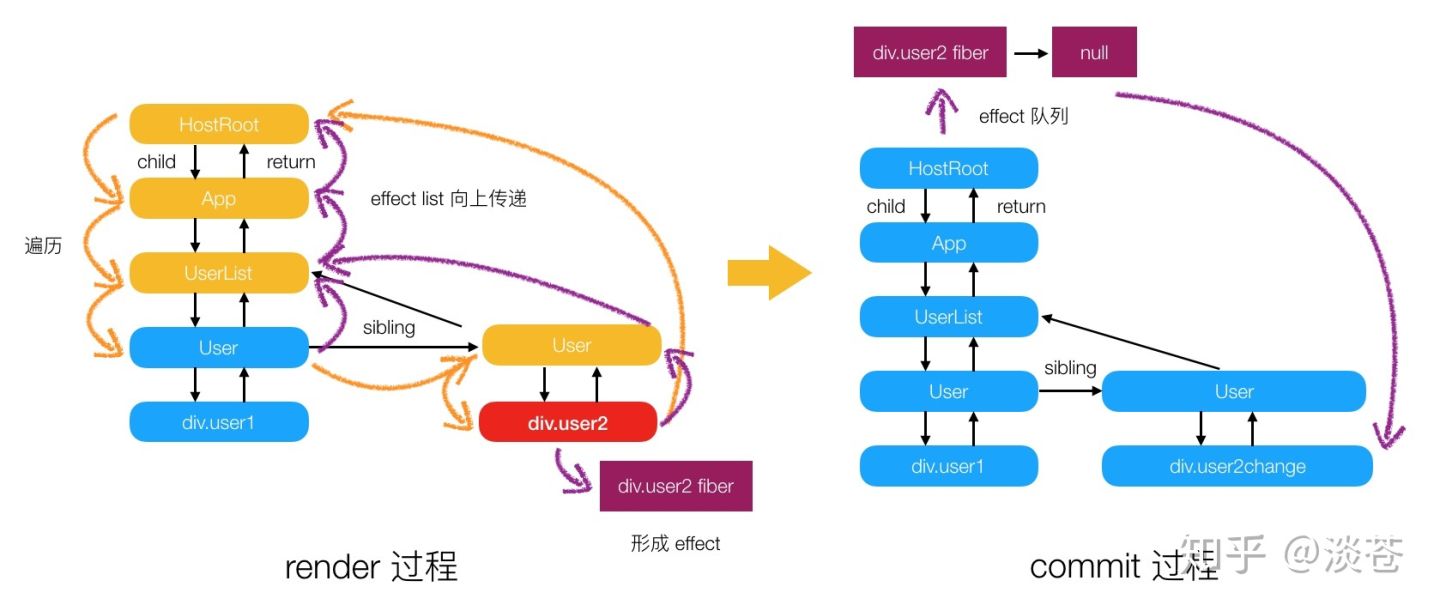 HostRoot
child
return
App
effect list 向上传递
遍历
UserList
sibling
User
User
div.user1
div.user2
div.user2 fiber
形成 effect
render 过程
div.user2 fiber
null
effect 队列
HostRoot
child
return
App
UserList
sibling
User
User
div.user1
div.user2change
commit 过程
知乎 @淡苍